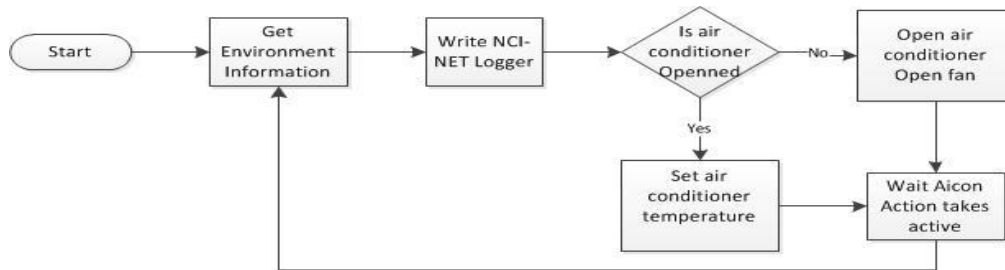 Start
Get
Environment
Information
Write NCI-
NET Logger
Is air
conditioner
Openned
No
Open air
conditioner
Open fan
Yes
Set air
conditioner
temperature
Wait Aicon
Action takes
active